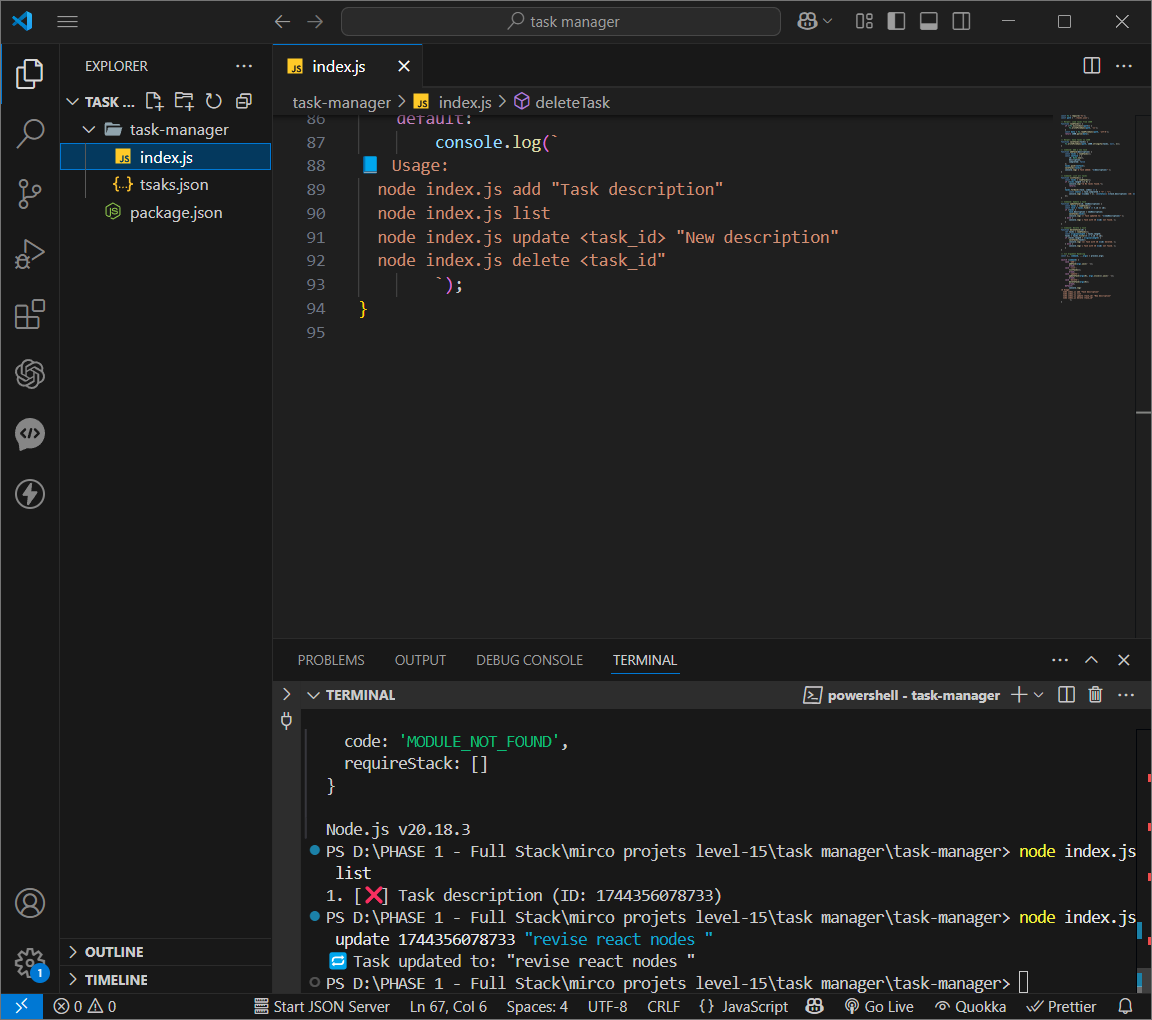 task manager
EXPLORER
TASK ...
task-manager
JS index.js
{..} tsaks.json
JS package.json
OUTLINE
TIMELINE
1
JS index.js
task-manager > JS index.js > deleteTask
86 default:
87 console.log(`
88 Usage:
89 node index.js add "Task description"
90 node index.js list
91 node index.js update <task_id> "New description"
92 node index.js delete <task_id"
93 `);
94 }
95
PROBLEMS OUTPUT DEBUG CONSOLE TERMINAL
TERMINAL powershell - task-manager
code: 'MODULE_NOT_FOUND',
requireStack: []
}
Node.js v20.18.3
PS D:\PHASE 1 - Full Stack\mirco projets level-15\task manager\task-manager> node index.js
list
1. [❌] Task description (ID: 1744356078733)
PS D:\PHASE 1 - Full Stack\mirco projets level-15\task manager\task-manager> node index.js
update 1744356078733 "revise react nodes "
🔁 Task updated to: "revise react nodes "
PS D:\PHASE 1 - Full Stack\mirco projets level-15\task manager\task-manager>
0 0 Start JSON Server Ln 67, Col 6 Spaces: 4 UTF-8 CRLF {} JavaScript Go Live Quokka Prettier